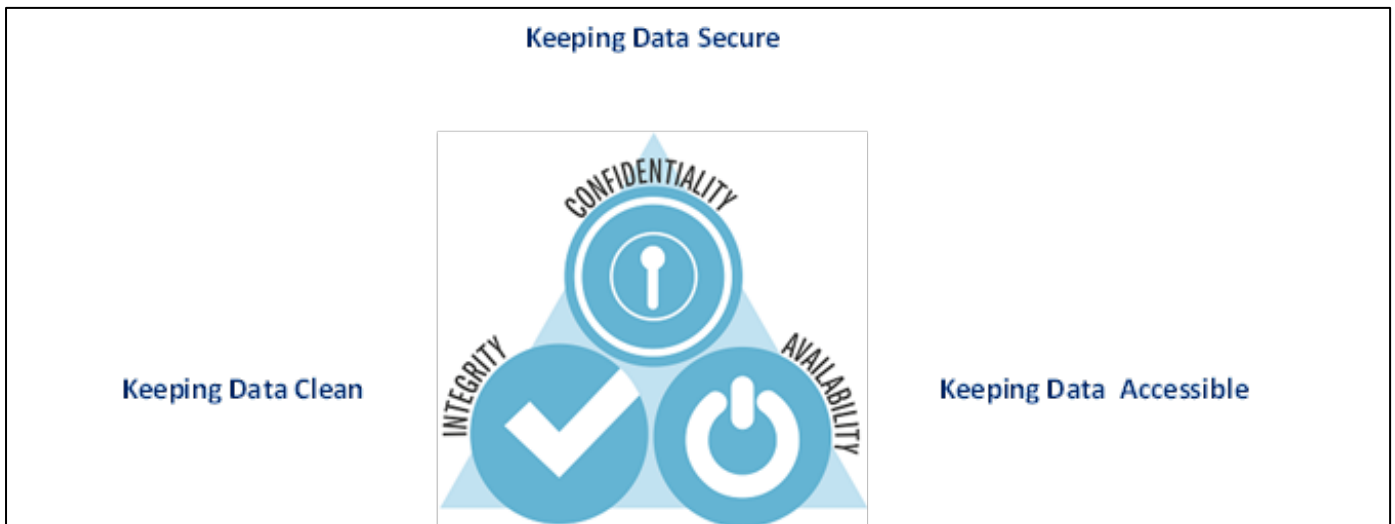 Keeping Data Secure
CONFIDENTIALITY
INTEGRITY
AVAILABILITY
Keeping Data Clean
Keeping Data Accessible